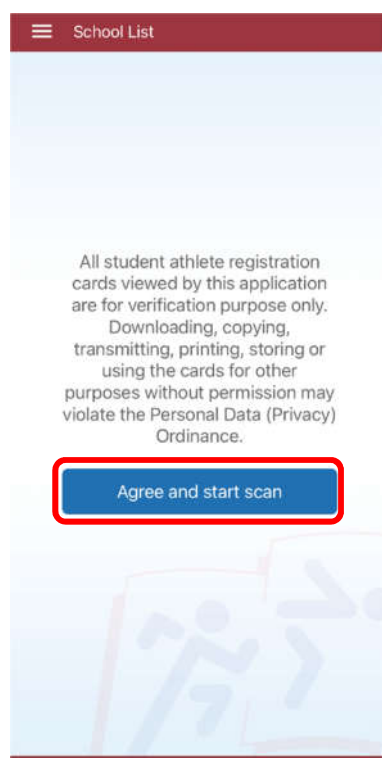 School List
All student athlete registration
cards viewed by this application
are for verification purpose only.
Downloading, copying,
transmitting, printing, storing or
using the cards for other
purposes without permission may
violate the Personal Data (Privacy)
Ordinance.
Agree and start scan